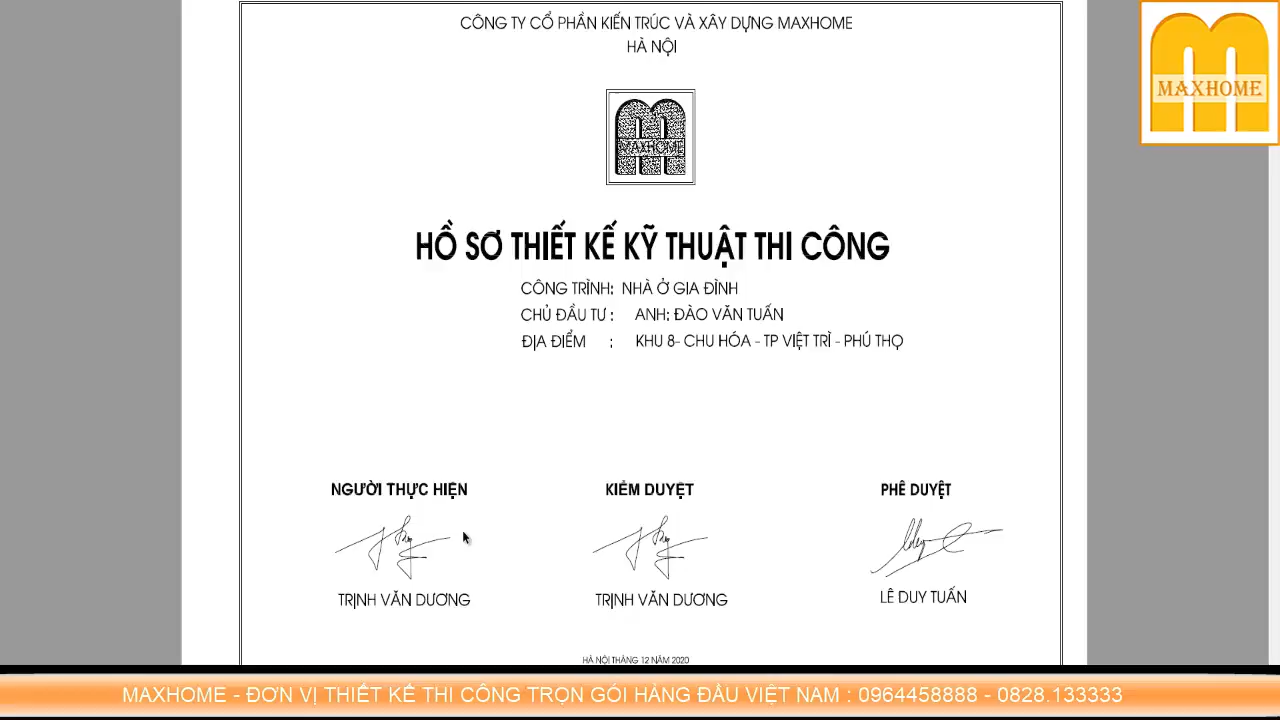 CÔNG TY CỔ PHẦN KIẾN TRÚC VÀ XÂY DỰNG MAXHOME
HÀ NỘI
MAXHOME
MAXHOME
HỒ SƠ THIẾT KẾ KỸ THUẬT THI CÔNG
CÔNG TRÌNH: NHÀ Ở GIA ĐÌNH
CHỦ ĐẦU TƯ : ANH: ĐÀO VĂN TUẤN
ĐỊA ĐIỂM : KHU 8- CHU HÓA - TP VIỆT TRÌ - PHÚ THỌ
NGƯỜI THỰC HIỆN KIỂM DUYỆT PHÊ DUYỆT
TRỊNH VĂN DƯƠNG TRỊNH VĂN DƯƠNG LÊ DUY TUẤN
HÀ NỘI THÁNG 12 NĂM 2020
MAXHOME - ĐƠN VỊ THIẾT KẾ THI CÔNG TRỌN GÓI HÀNG ĐẦU VIỆT NAM : 0964458888 - 0828.133333